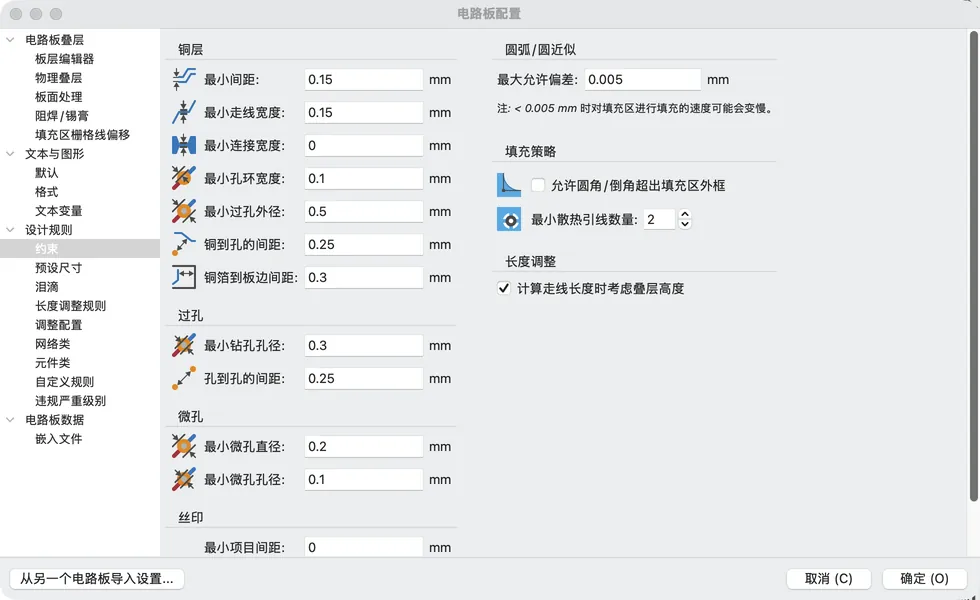 电路板配置
电路板叠层
板层编辑器
物理叠层
板面处理
阻焊/锡膏
填充区栅格线偏移
文本与图形
默认
格式
文本变量
设计规则
约束
预设尺寸
泪滴
长度调整规则
调整配置
网络类
元件类
自定义规则
违规严重级别
电路板数据
嵌入文件
铜层
最小间距: 0.15 mm
最小走线宽度: 0.15 mm
最小连接宽度: 0 mm
最小孔环宽度: 0.1 mm
最小过孔外径: 0.5 mm
铜到孔的间距: 0.25 mm
铜箔到板边间距: 0.3 mm
过孔
最小钻孔孔径: 0.3 mm
孔到孔的间距: 0.25 mm
微孔
最小微孔直径: 0.2 mm
最小微孔孔径: 0.1 mm
丝印
最小项目间距: 0 mm
圆弧/圆近似
最大允许偏差: 0.005 mm
注: < 0.005 mm 时对填充区进行填充的速度可能会变慢。
填充策略
允许圆角/倒角超出填充区外框
最小散热引线数量: 2
长度调整
计算走线长度时考虑叠层高度
从另一个电路板导入设置...
取消 (C)
确定 (O)